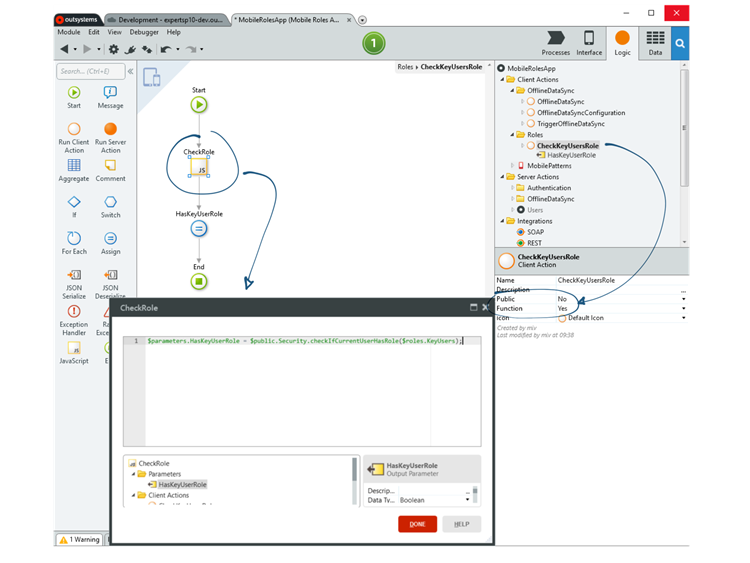 outsystems
Development - expertsp10-dev.ou...
* MobileRolesApp (Mobile Roles A...
Module Edit View Debugger Help
1
Processes
Interface
Logic
Data
Search... (Ctrl+E)
Start
Message
Run Client
Action
Run Server
Action
Aggregate
Comment
If
Switch
For Each
Assign
JSON
Serialize
JSON
Deserialize
Exception
Handler
JavaScript
Roles ▸ CheckKeyUsersRole
Start
CheckRole
JS
HasKeyUserRole
End
MobileRolesApp
Client Actions
OfflineDataSync
OfflineDataSync
OfflineDataSyncConfiguration
TriggerOfflineDataSync
Roles
CheckKeyUsersRole
HasKeyUserRole
MobilePatterns
Server Actions
Authentication
OfflineDataSync
Users
Integrations
SOAP
REST
CheckKeyUsersRole
Client Action
Name CheckKeyUsersRole
Description ...
Public No
Function Yes
Icon Default Icon
Created by miv
Last modified by miv at 09:38
CheckRole
1 $parameters.HasKeyUserRole = $public.Security.checkIfCurrentUserHasRole($roles.KeyUsers);
CheckRole
Parameters
HasKeyUserRole
Client Actions
HasKeyUserRole
Output Parameter
Descrip... ...
Data Ty... Boolean
DONE
HELP
1 Warning